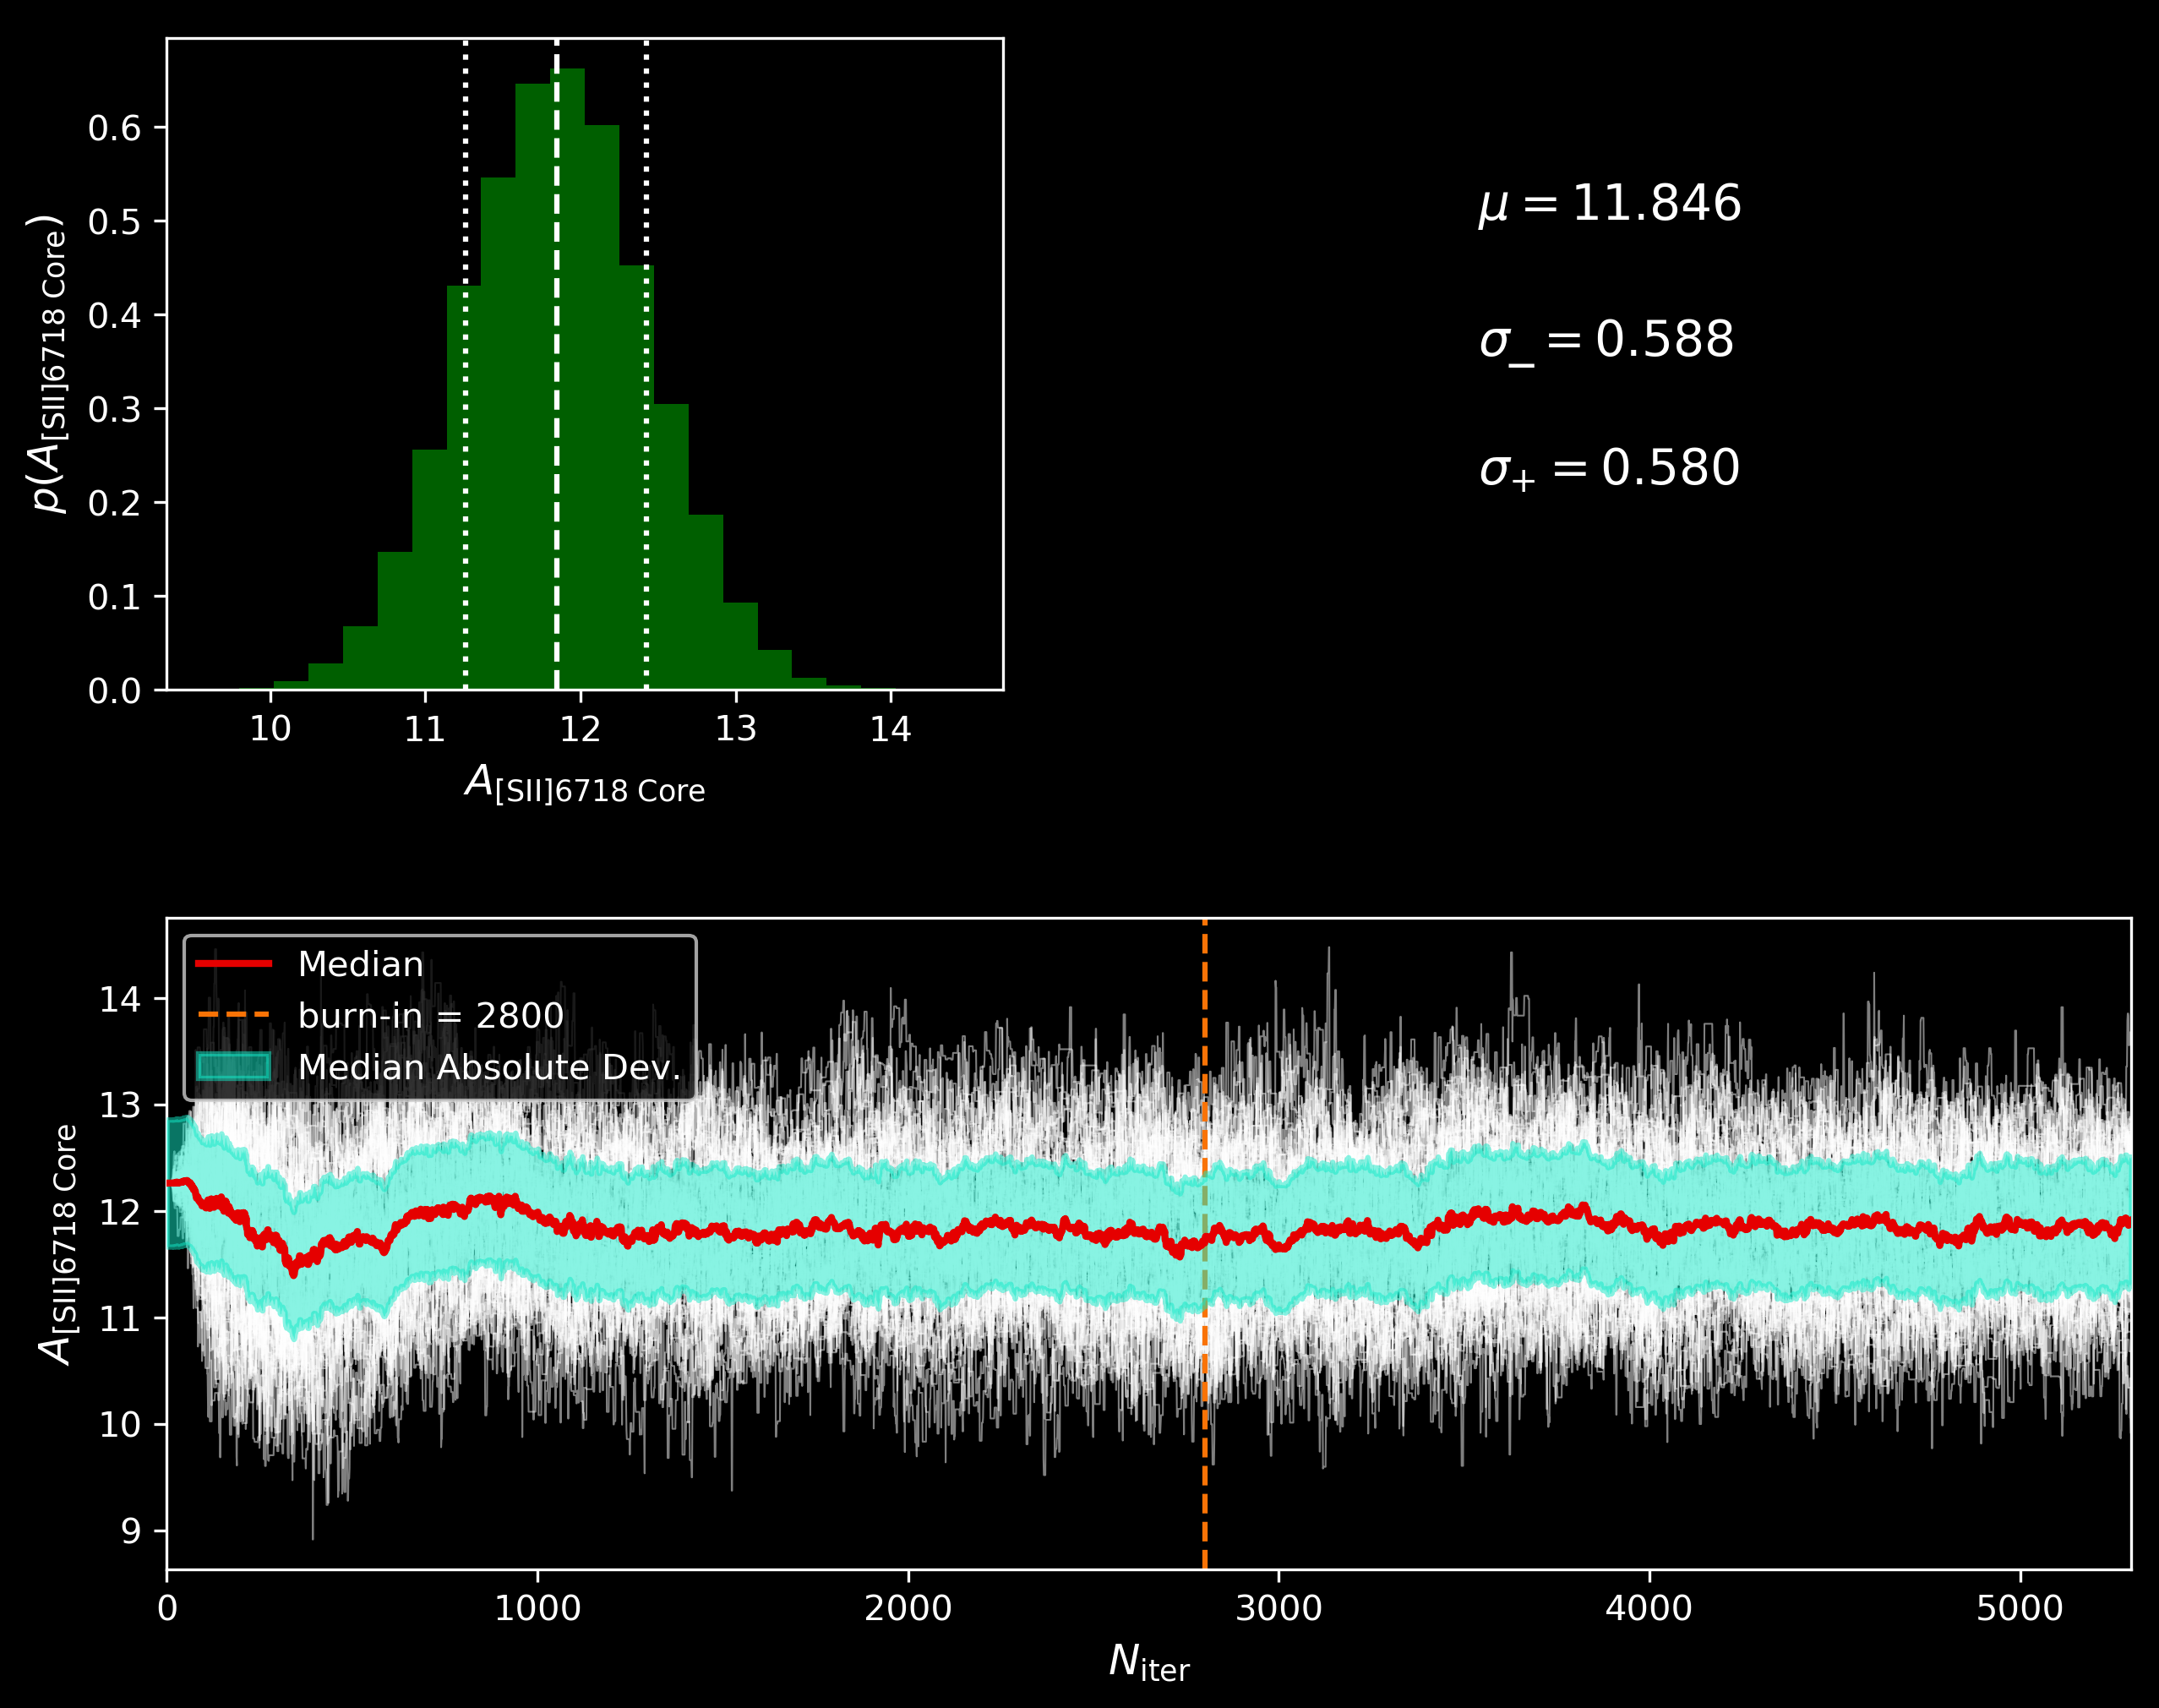 p(A[SII]6718 Core)
0.6
0.5
0.4
0.3
0.2
0.1
0.0
10 11 12 13 14
A[SII]6718 Core
μ = 11.846
σ− = 0.588
σ+ = 0.580
A[SII]6718 Core
14
13
12
11
10
9
Median
burn-in = 2800
Median Absolute Dev.
0 1000 2000 3000 4000 5000
Niter